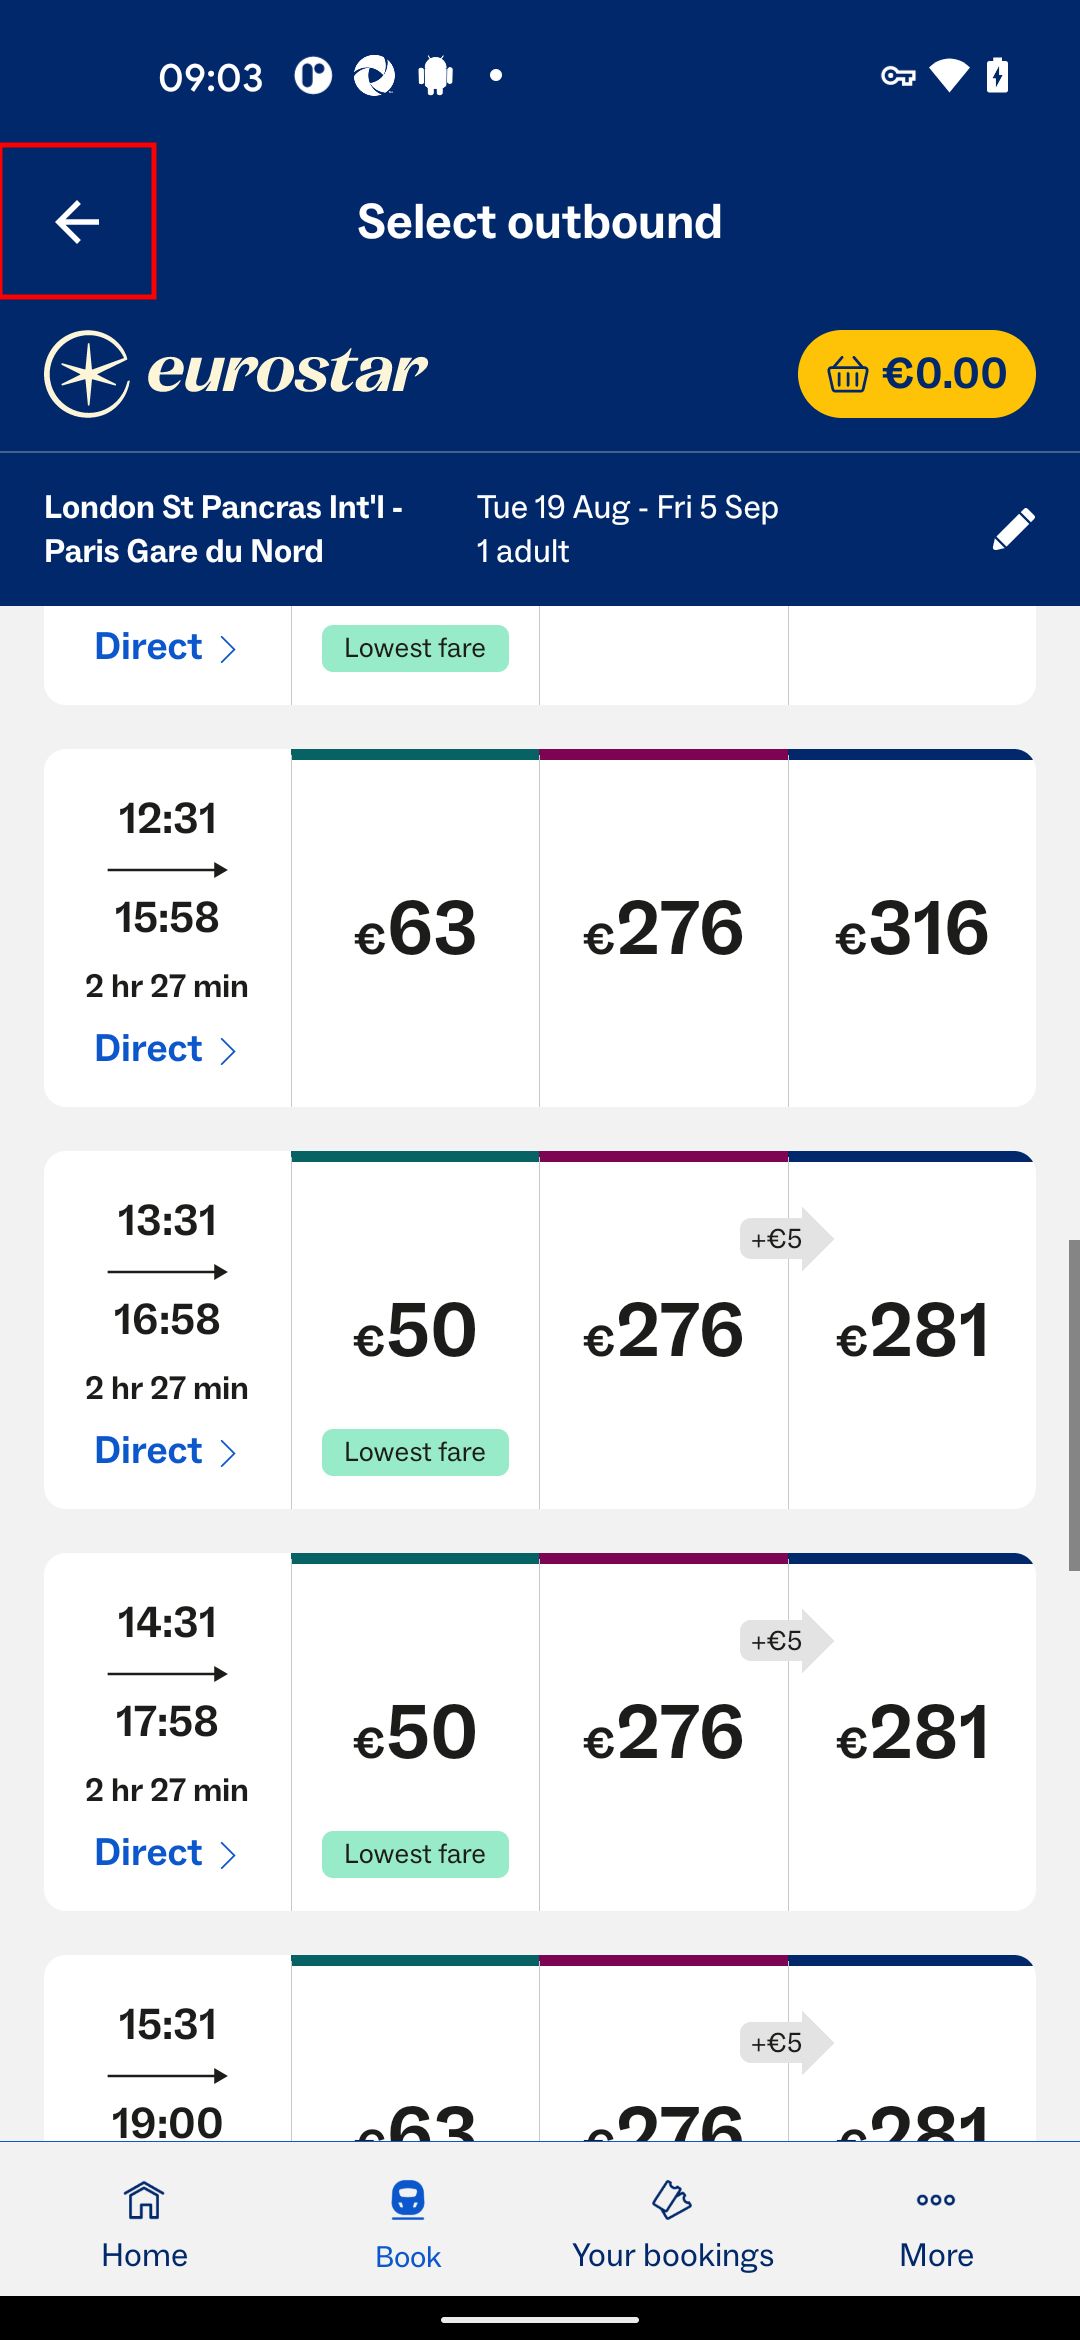 09:03
Select outbound
eurostar
€0.00
London St Pancras Int'l -
Paris Gare du Nord
Tue 19 Aug - Fri 5 Sep
1 adult
Direct
Lowest fare
12:31
15:58
2 hr 27 min
Direct
€63
€276
€316
13:31
16:58
2 hr 27 min
Direct
€50
Lowest fare
€276
+€5
€281
14:31
17:58
2 hr 27 min
Direct
€50
Lowest fare
€276
+€5
€281
15:31
19:00
€63
€276
+€5
€281
Home
Book
Your bookings
More